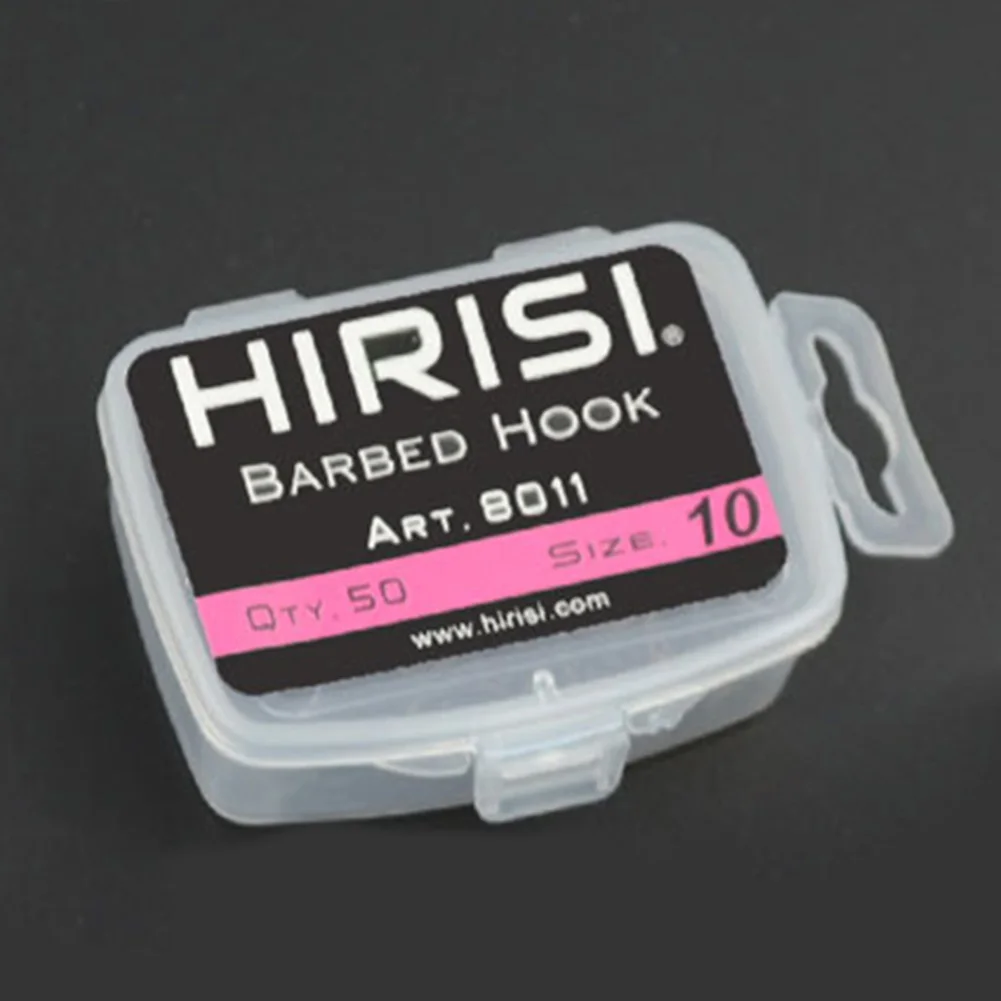 HIRISI®
BARBED HOOK
ART. 8011
QTY. 50 SIZE. 10
www.hirisi.com